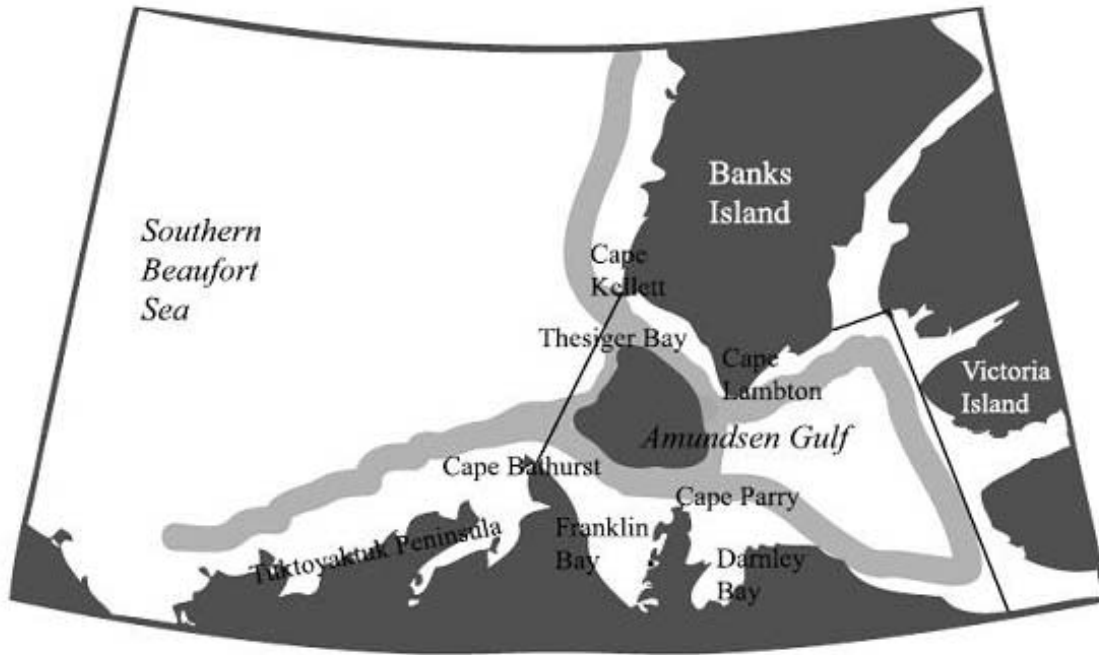 Banks
Island
Southern
Beaufort
Sea
Cape
Kellett
Thesiger Bay
Cape
Lambton
Victoria
Island
Amundsen Gulf
Cape Bathurst
Cape Parry
Tuktoyaktuk Peninsula
Franklin
Bay
Darnley
Bay